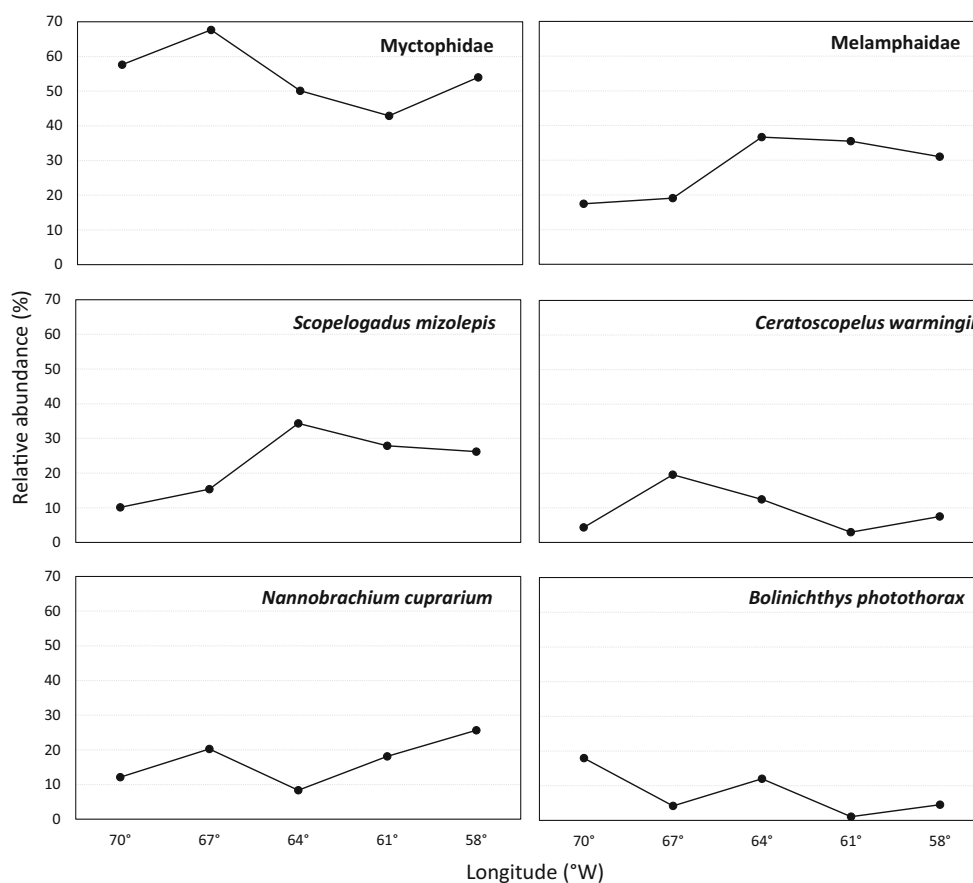 70
60
50
40
30
20
10
0
Myctophidae
Melamphaidae
Relative abundance (%)
70
60
50
40
30
20
10
0
Scopelogadus mizolepis
Ceratoscopelus warmingii
70
60
50
40
30
20
10
0
Nannobrachium cuprarium
Bolinichthys photothorax
70° 67° 64° 61° 58° 70° 67° 64° 61° 58°
Longitude (°W)